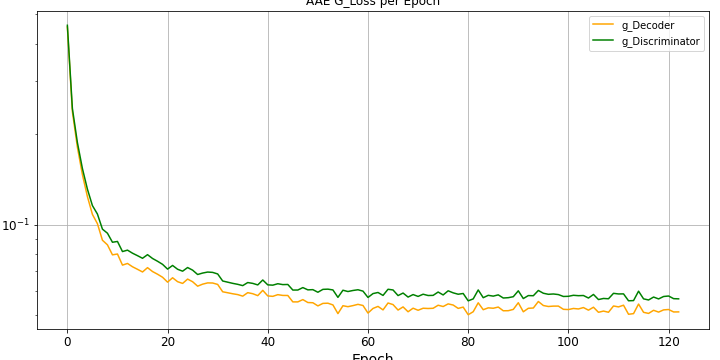 AAE G_Loss per Epoch
g_Decoder
g_Discriminator
10⁻¹
0 20 40 60 80 100 120
Epoch